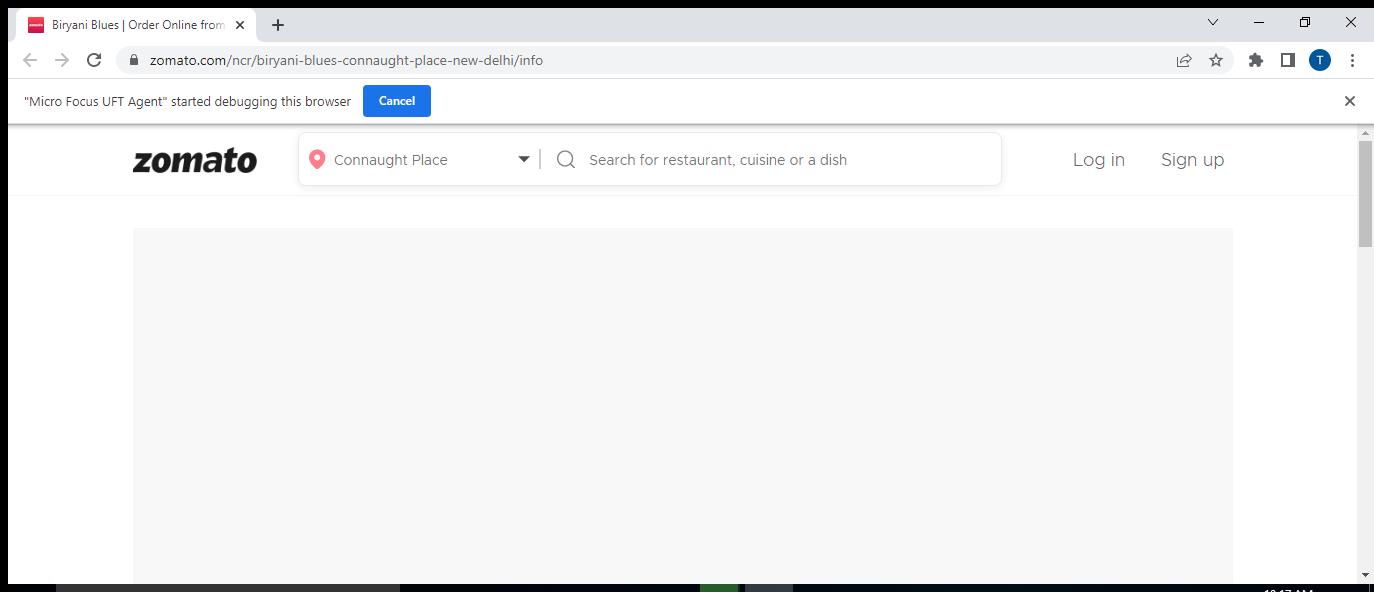 Biryani Blues | Order Online from
zomato.com/ncr/biryani-blues-connaught-place-new-delhi/info
T
"Micro Focus UFT Agent" started debugging this browser
Cancel
zomato
Connaught Place
Search for restaurant, cuisine or a dish
Log in
Sign up